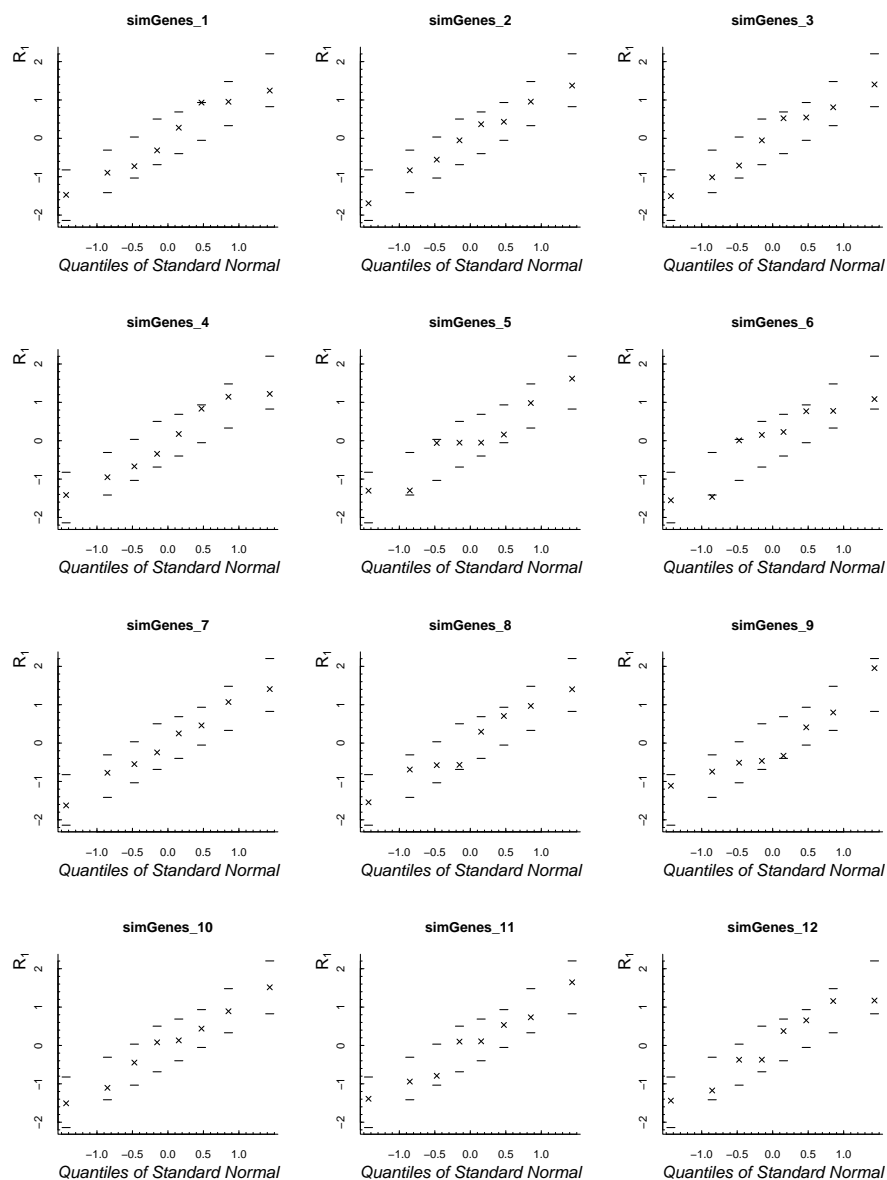 simGenes_1 simGenes_2 simGenes_3
R1 R1 R1
2 2 2
1 1 1
0 0 0
−1 −1 −1
−2 −2 −2
−1.0 −0.5 0.0 0.5 1.0 −1.0 −0.5 0.0 0.5 1.0 −1.0 −0.5 0.0 0.5 1.0
Quantiles of Standard Normal Quantiles of Standard Normal Quantiles of Standard Normal
simGenes_4 simGenes_5 simGenes_6
R1 R1 R1
2 2 2
1 1 1
0 0 0
−1 −1 −1
−2 −2 −2
−1.0 −0.5 0.0 0.5 1.0 −1.0 −0.5 0.0 0.5 1.0 −1.0 −0.5 0.0 0.5 1.0
Quantiles of Standard Normal Quantiles of Standard Normal Quantiles of Standard Normal
simGenes_7 simGenes_8 simGenes_9
R1 R1 R1
2 2 2
1 1 1
0 0 0
−1 −1 −1
−2 −2 −2
−1.0 −0.5 0.0 0.5 1.0 −1.0 −0.5 0.0 0.5 1.0 −1.0 −0.5 0.0 0.5 1.0
Quantiles of Standard Normal Quantiles of Standard Normal Quantiles of Standard Normal
simGenes_10 simGenes_11 simGenes_12
R1 R1 R1
2 2 2
1 1 1
0 0 0
−1 −1 −1
−2 −2 −2
−1.0 −0.5 0.0 0.5 1.0 −1.0 −0.5 0.0 0.5 1.0 −1.0 −0.5 0.0 0.5 1.0
Quantiles of Standard Normal Quantiles of Standard Normal Quantiles of Standard Normal